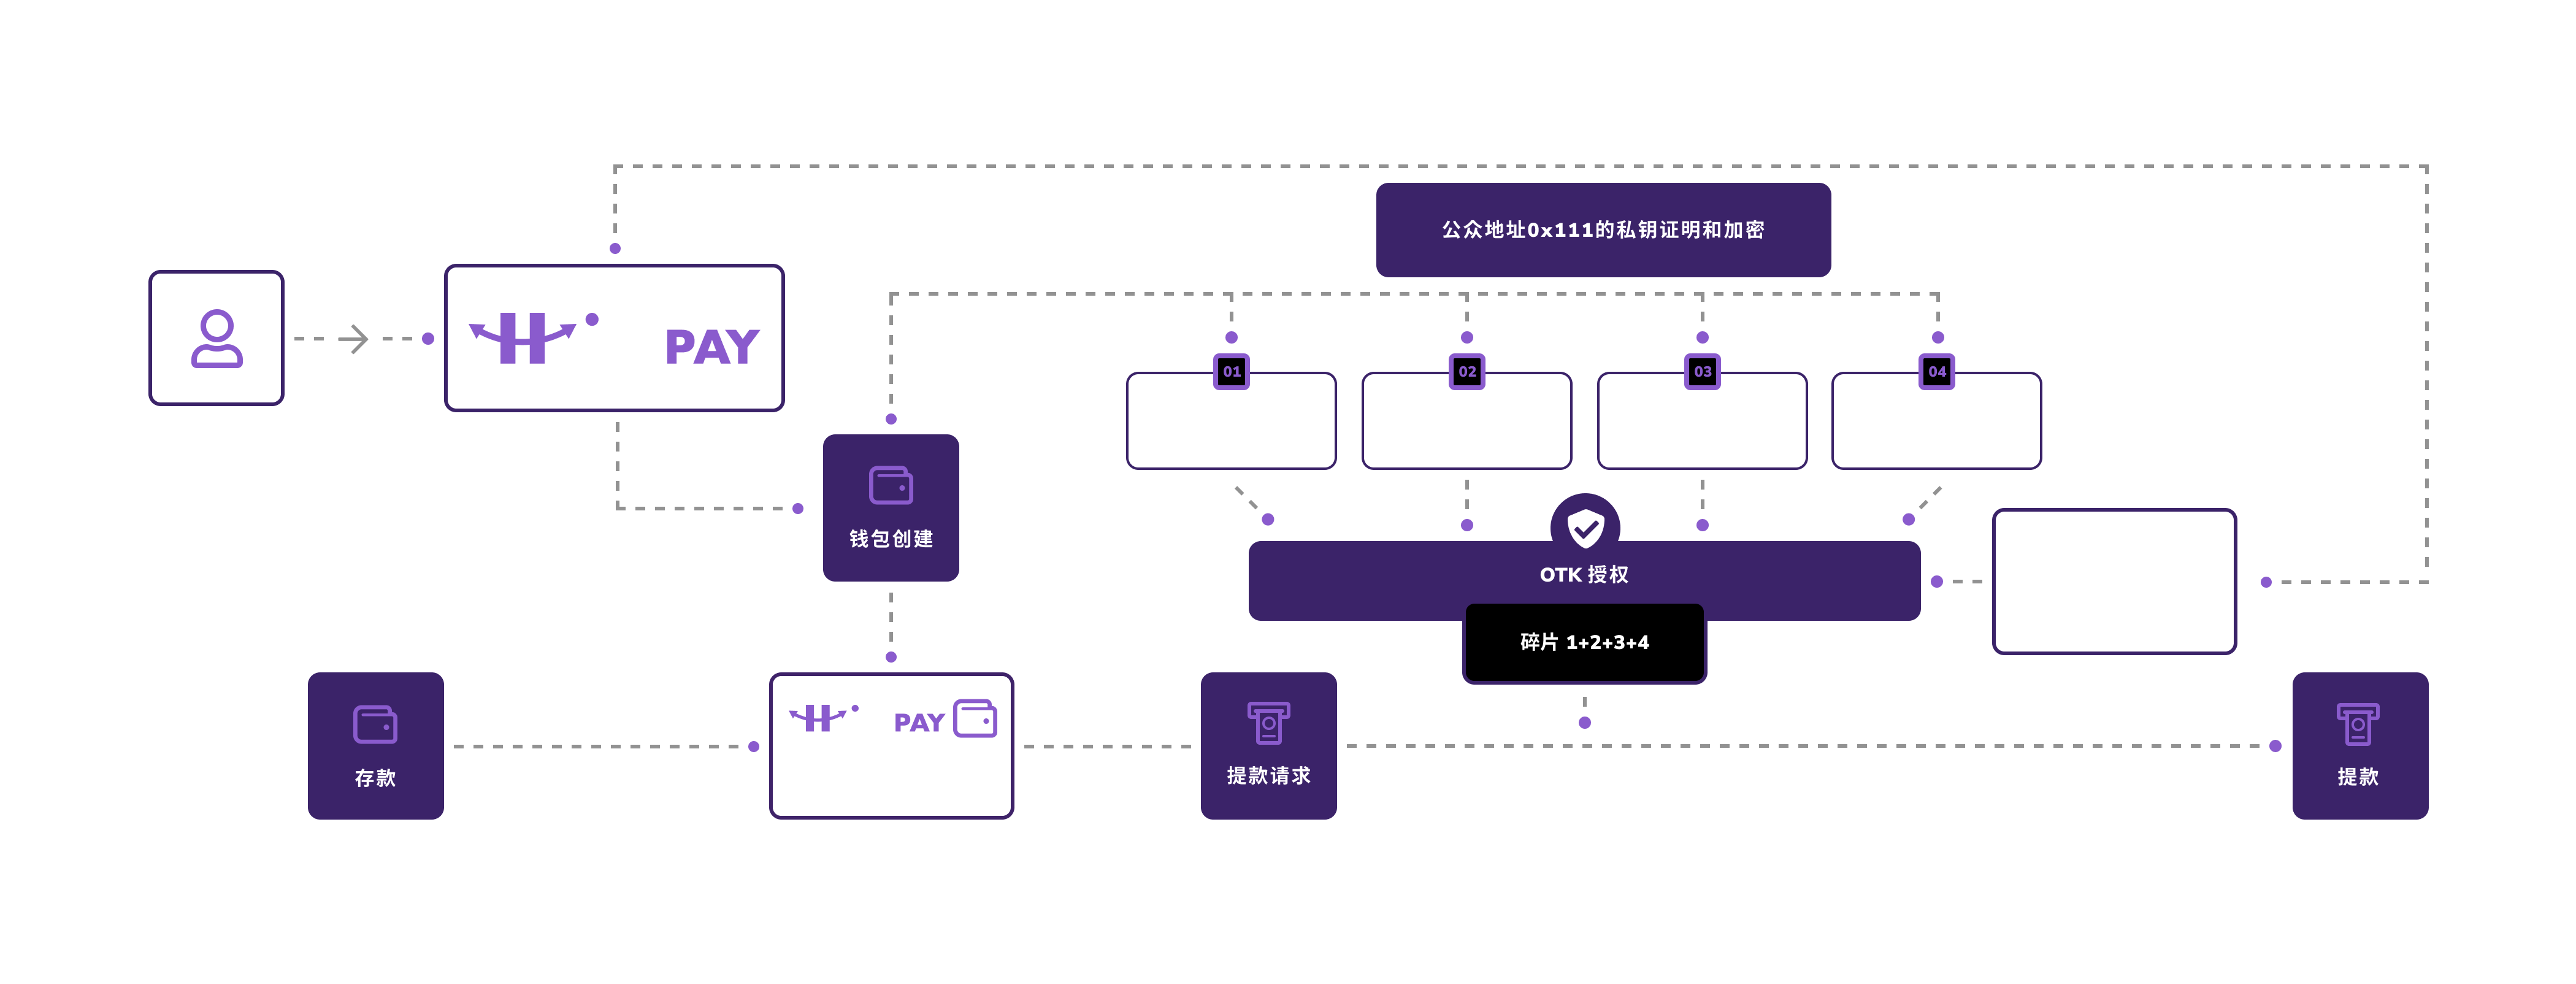 公众地址0x111的私钥证明和加密
H PAY
01
02
03
04
钱包创建
OTK 授权
碎片 1+2+3+4
存款
H PAY
提款请求
提款